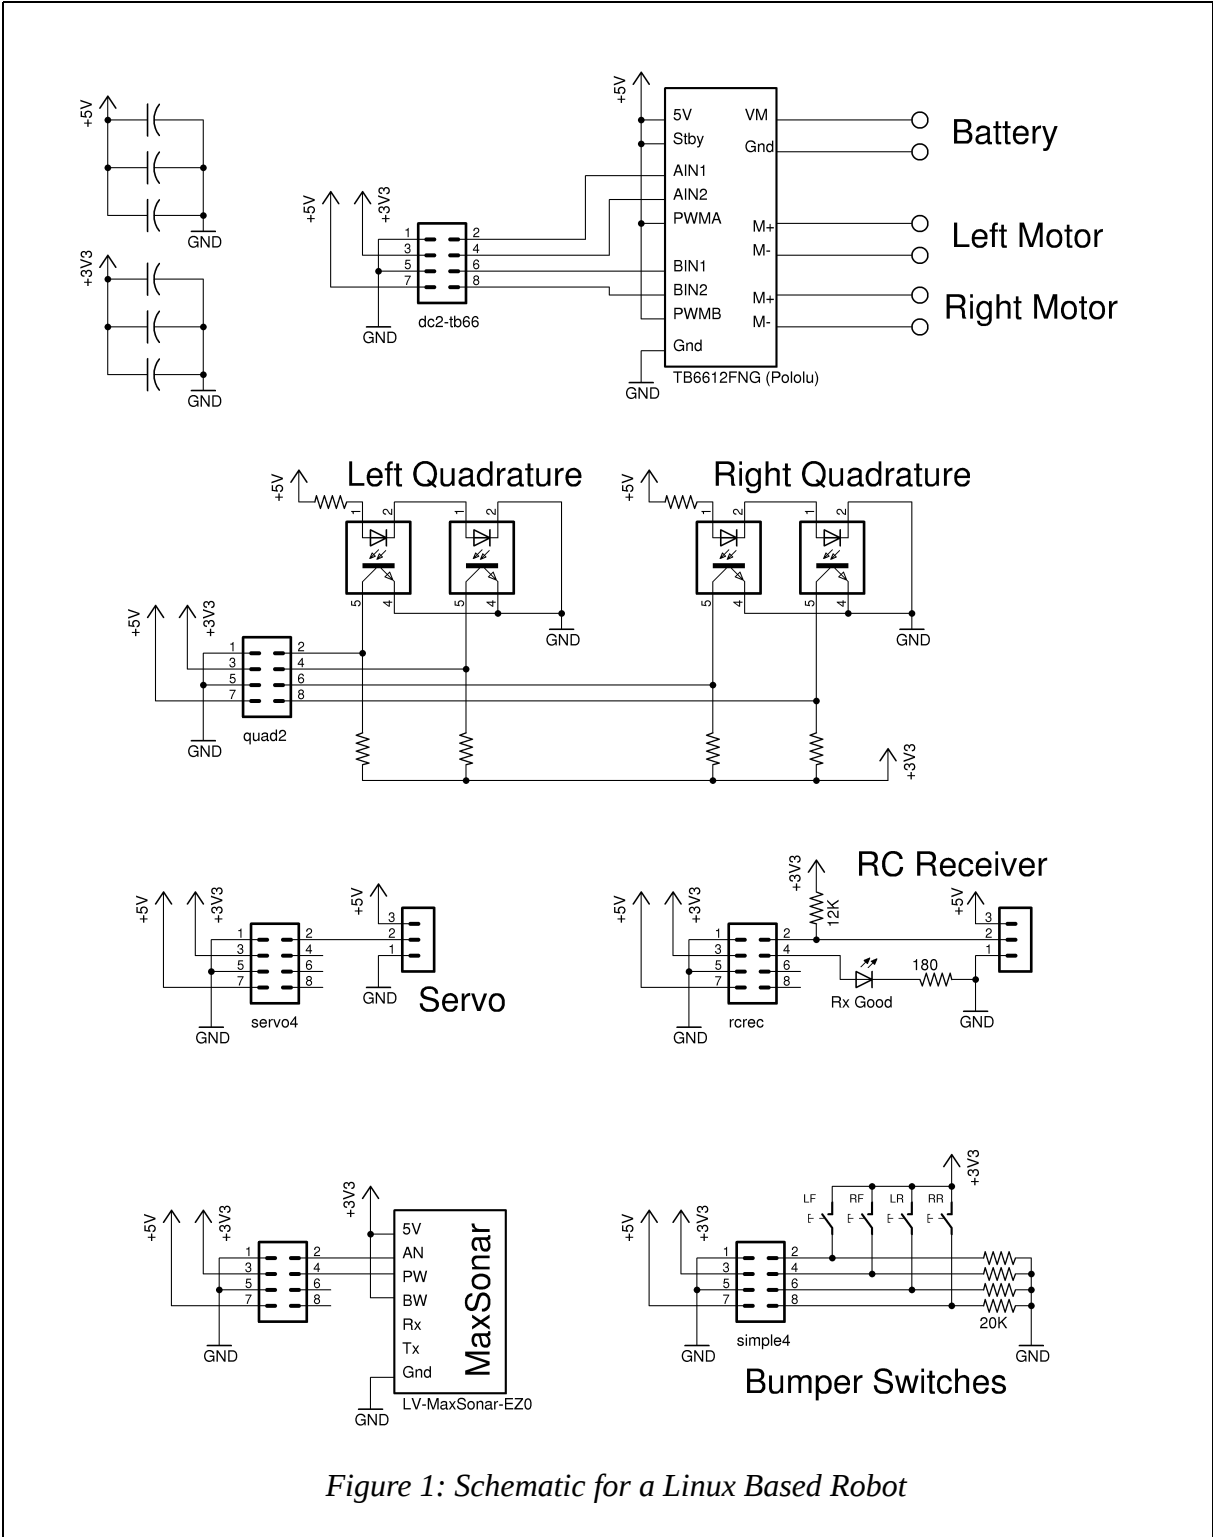 +5V
GND
+3V3
GND
+5V
+3V3
1 2
3 4
5 6
7 8
dc2-tb66
GND
+5V
5V VM
Stby Gnd
AIN1
AIN2
PWMA M+
M-
BIN1
BIN2 M+
PWMB M-
Gnd
GND
TB6612FNG (Pololu)
Battery
Left Motor
Right Motor
Left Quadrature
+5V
1 2 1 2
5 4 5 4
GND
Right Quadrature
+5V
1 2 1 2
5 4 5 4
GND
+5V
+3V3
1 2
3 4
5 6
7 8
quad2
GND
+3V3
+5V
+3V3
1 2
3 4
5 6
7 8
servo4
GND
+5V
3
2
1
GND
Servo
RC Receiver
+5V
+3V3
1 2
3 4
5 6
7 8
rcrec
GND
+3V3
12K
Rx Good
180
+5V
3
2
1
GND
+5V
+3V3
1 2
3 4
5 6
7 8
GND
+3V3
5V
AN
PW
BW
Rx
Tx
Gnd
MaxSonar
GND
LV-MaxSonar-EZ0
+5V
+3V3
1 2
3 4
5 6
7 8
simple4
GND
+3V3
LF RF LR RR
20K
GND
Bumper Switches
Figure 1: Schematic for a Linux Based Robot